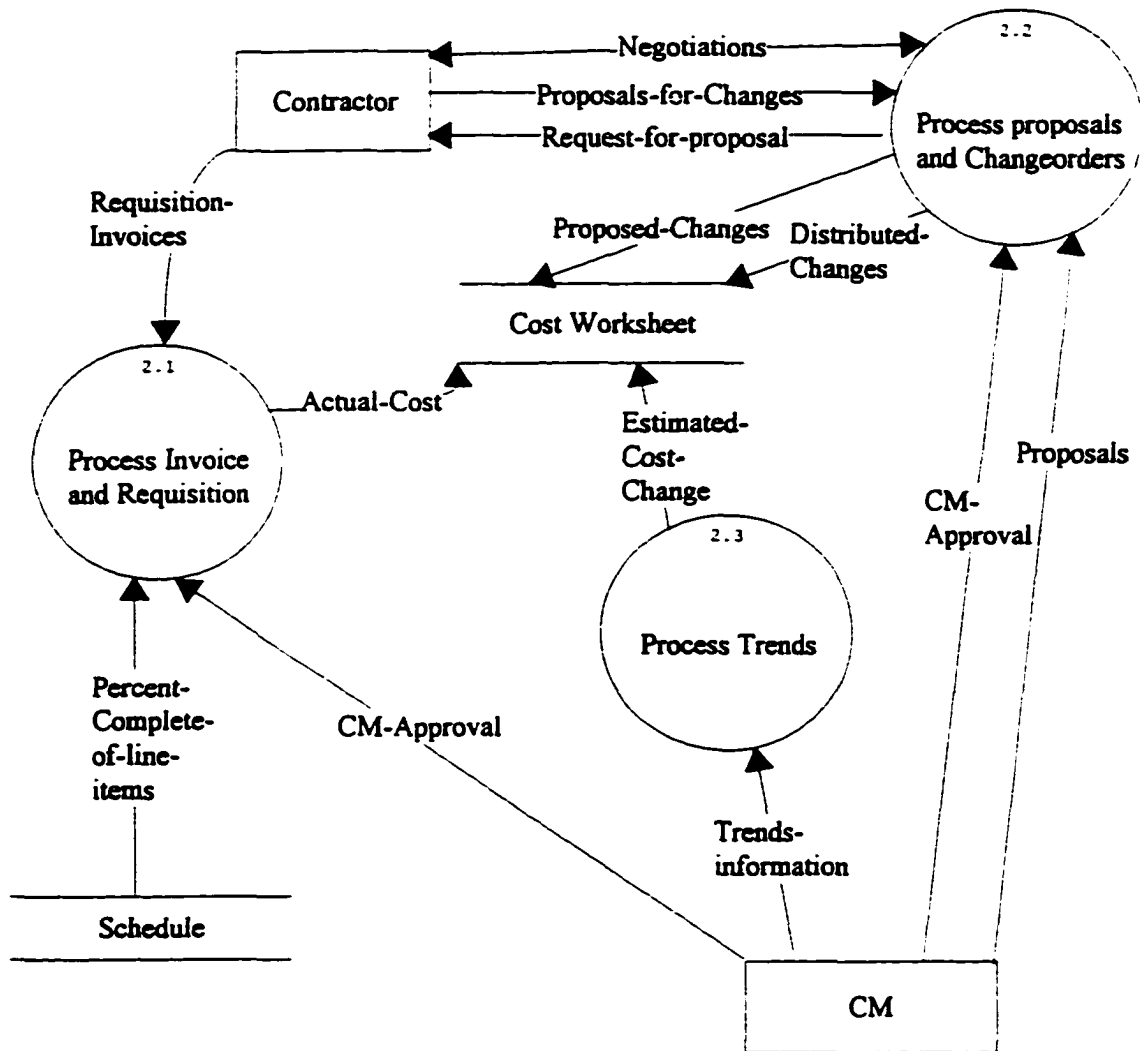 2.2
Negotiations
Contractor
Proposals-for-Changes
Process proposals
and Changeorders
Request-for-proposal
Requisition-
Invoices
Proposed-Changes
Distributed-
Changes
Cost Worksheet
2.1
Actual-Cost
Process Invoice
and Requisition
Estimated-
Cost-
Change
Proposals
CM-
Approval
2.3
Process Trends
Percent-
Complete-
of-line-
items
CM-Approval
Trends-
information
Schedule
CM